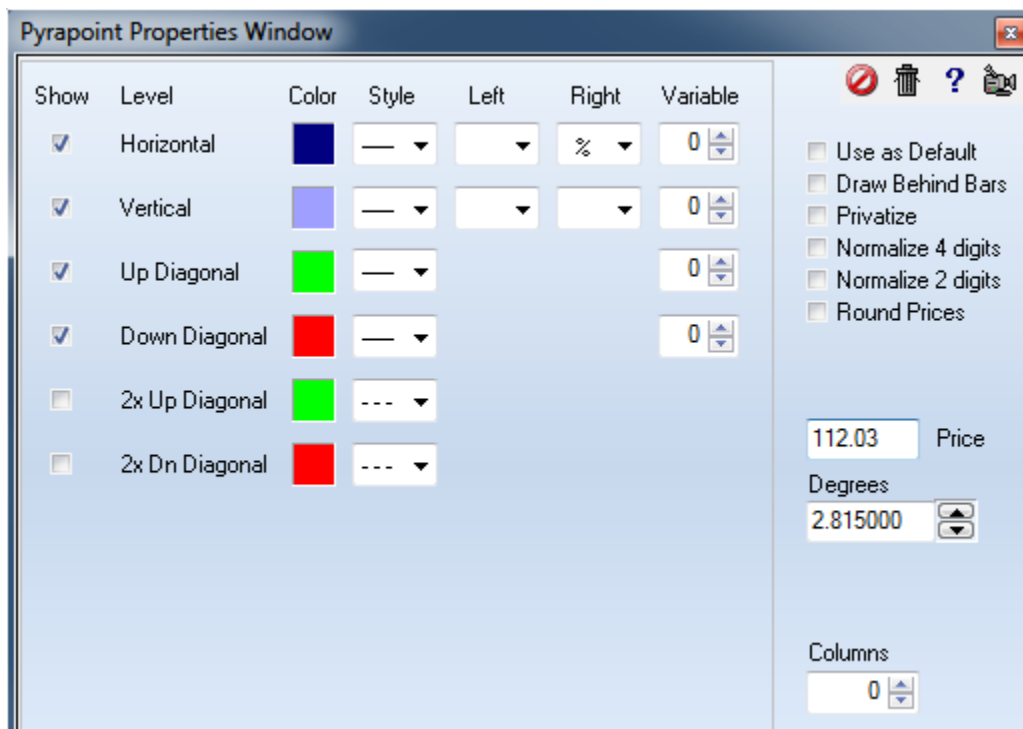 Pyrapoint Properties Window
Show Level Color Style Left Right Variable
Horizontal % 0
Vertical 0
Up Diagonal 0
Down Diagonal 0
2x Up Diagonal
2x Dn Diagonal
?
Use as Default
Draw Behind Bars
Privatize
Normalize 4 digits
Normalize 2 digits
Round Prices
112.03 Price
Degrees
2.815000
Columns
0